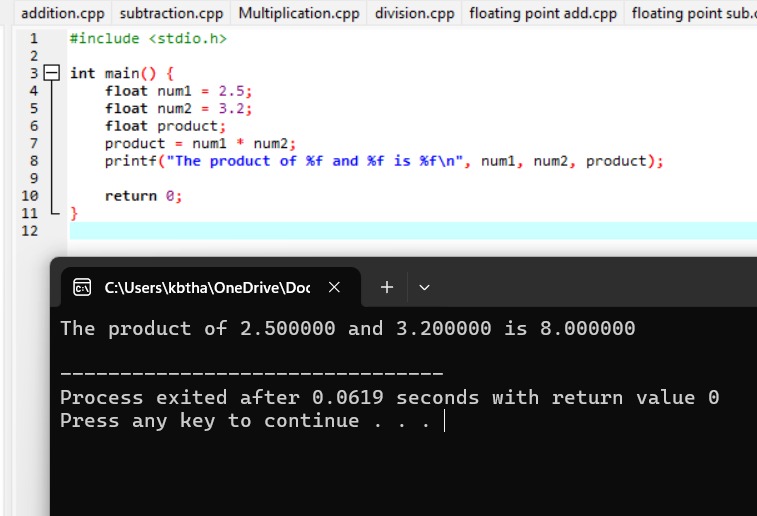 addition.cpp subtraction.cpp Multiplication.cpp division.cpp floating point add.cpp floating point sub.c
1 #include <stdio.h>
2
3 int main() {
4 float num1 = 2.5;
5 float num2 = 3.2;
6 float product;
7 product = num1 * num2;
8 printf("The product of %f and %f is %f\n", num1, num2, product);
9
10 return 0;
11 }
12
C:\Users\kbtha\OneDrive\Doc
The product of 2.500000 and 3.200000 is 8.000000
--------------------------------
Process exited after 0.0619 seconds with return value 0
Press any key to continue . . .